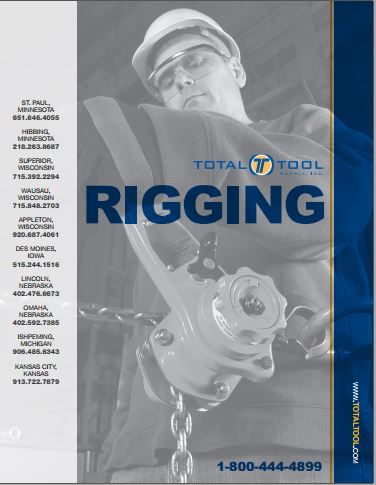 ST. PAUL,
MINNESOTA
651.646.4055
HIBBING,
MINNESOTA
218.263.8687
SUPERIOR,
WISCONSIN
715.392.2294
WAUSAU,
WISCONSIN
715.848.2703
APPLETON,
WISCONSIN
920.687.4061
DES MOINES,
IOWA
515.244.1516
LINCOLN,
NEBRASKA
402.476.6673
OMAHA,
NEBRASKA
402.592.7385
ISHPEMING,
MICHIGAN
906.485.6343
KANSAS CITY,
KANSAS
913.722.7879
TOTAL T TOOL
SUPPLY, INC.
RIGGING
1-800-444-4899
WWW.TOTALTOOL.COM